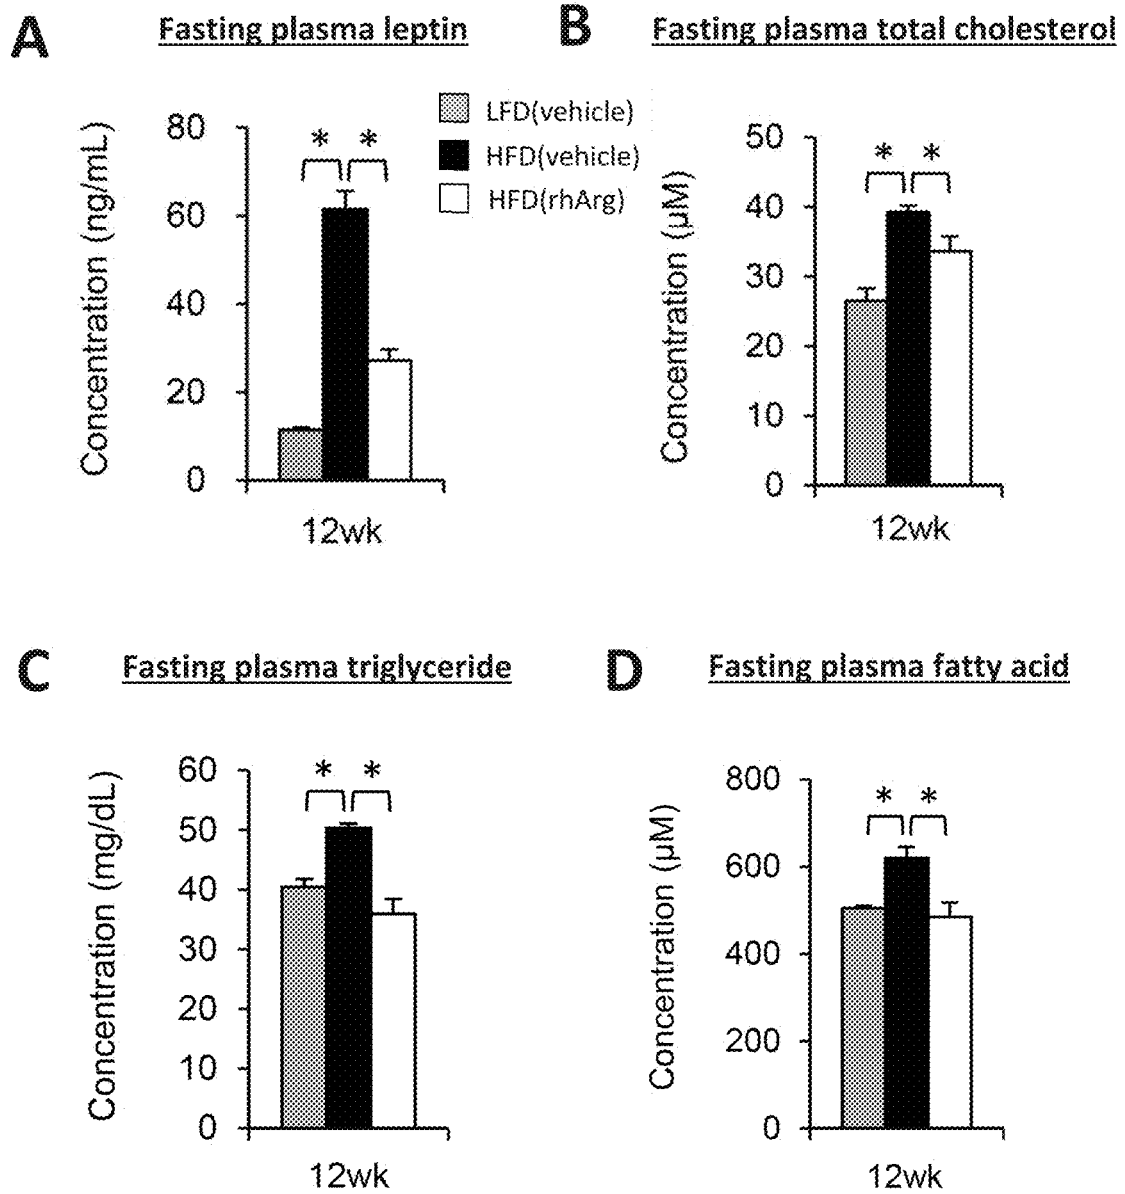 A
Fasting plasma leptin
Concentration (ng/mL)
80
60
40
20
0
* *
12wk
LFD(vehicle)
HFD(vehicle)
HFD(rhArg)
B
Fasting plasma total cholesterol
Concentration (µM)
50
40
30
20
10
0
* *
12wk
C
Fasting plasma triglyceride
Concentration (mg/dL)
60
50
40
30
20
10
0
* *
12wk
D
Fasting plasma fatty acid
Concentration (µM)
800
600
400
200
0
* *
12wk